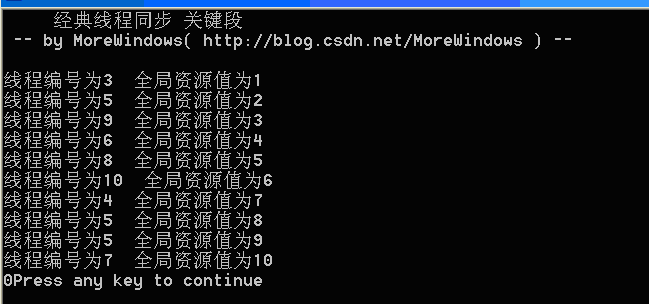 经典线程同步 关键段
-- by MoreWindows( http://blog.csdn.net/MoreWindows ) --
线程编号为3  全局资源值为1
线程编号为5  全局资源值为2
线程编号为9  全局资源值为3
线程编号为6  全局资源值为4
线程编号为8  全局资源值为5
线程编号为10  全局资源值为6
线程编号为4  全局资源值为7
线程编号为5  全局资源值为8
线程编号为5  全局资源值为9
线程编号为7  全局资源值为10
0Press any key to continue